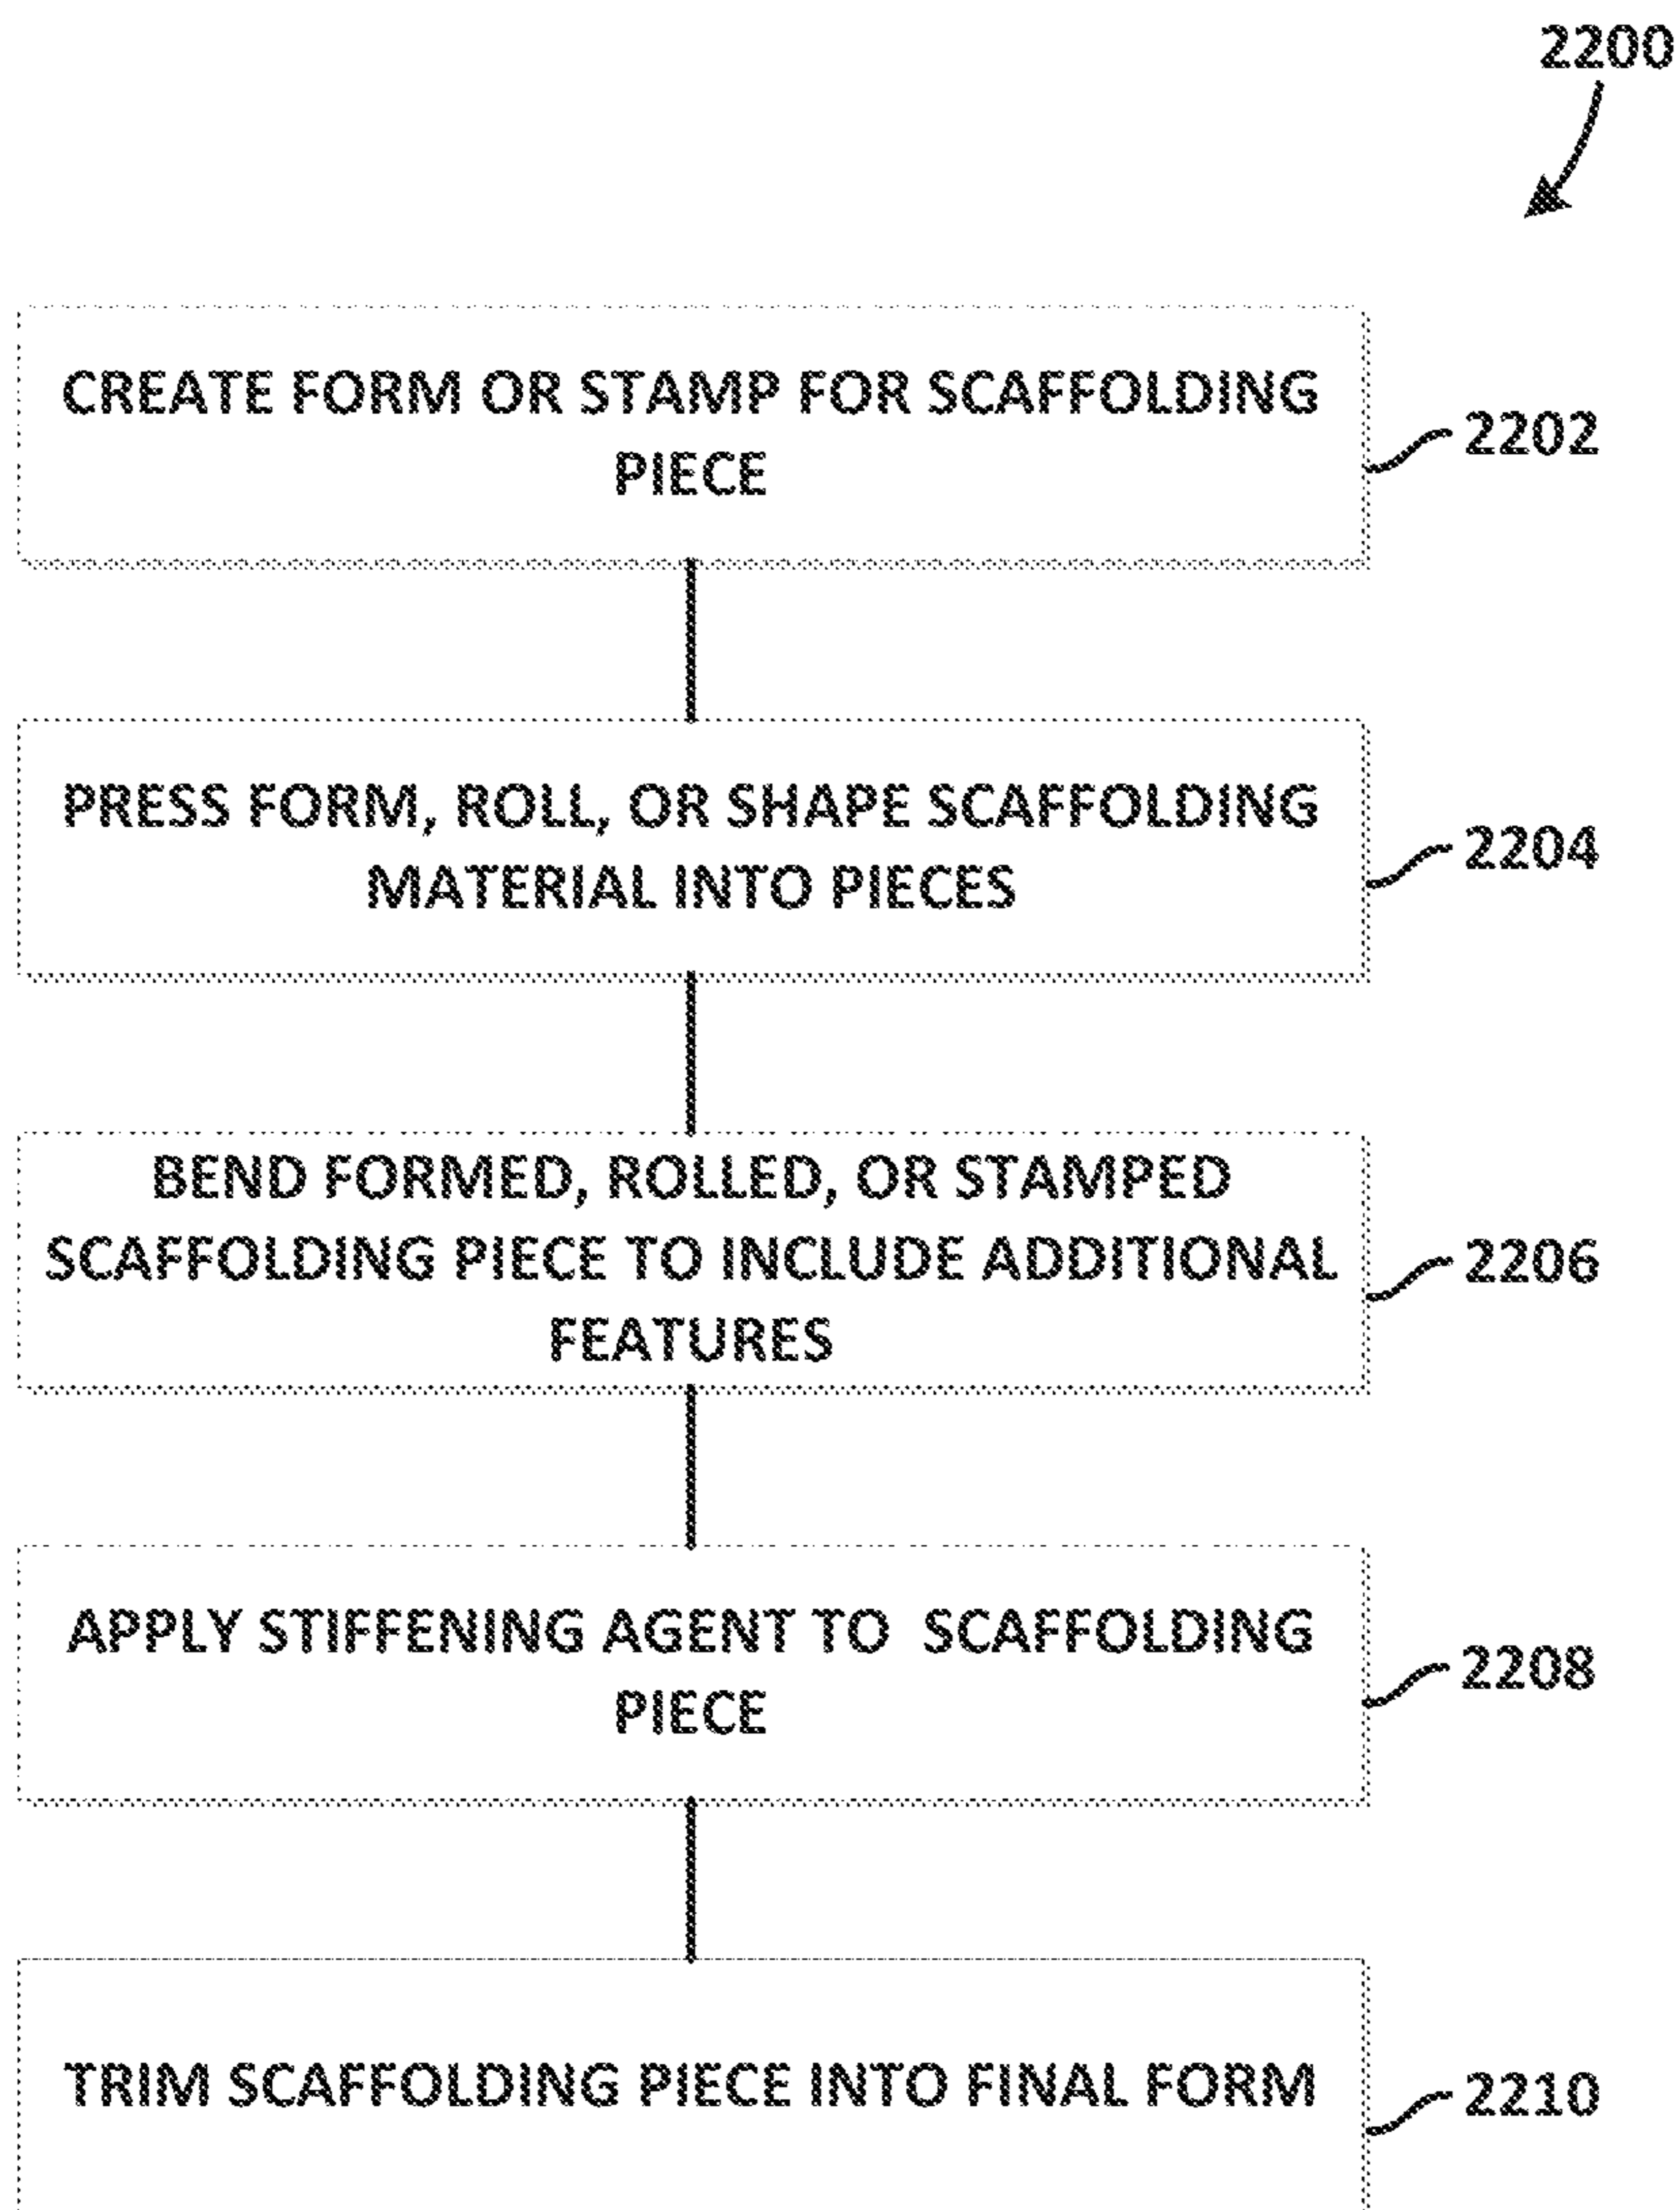 2200
CREATE FORM OR STAMP FOR SCAFFOLDING
PIECE
2202
PRESS FORM, ROLL, OR SHAPE SCAFFOLDING
MATERIAL INTO PIECES
2204
BEND FORMED, ROLLED, OR STAMPED
SCAFFOLDING PIECE TO INCLUDE ADDITIONAL
FEATURES
2206
APPLY STIFFENING AGENT TO  SCAFFOLDING
PIECE
2208
TRIM SCAFFOLDING PIECE INTO FINAL FORM
2210